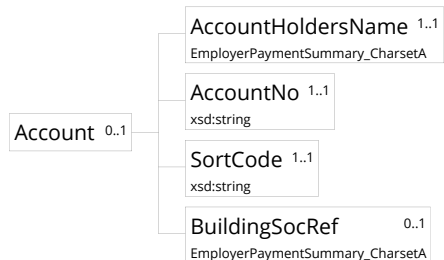 AccountHoldersName 1..1
EmployerPaymentSummary_CharsetA
AccountNo 1..1
xsd:string
Account 0..1
SortCode 1..1
xsd:string
BuildingSocRef 0..1
EmployerPaymentSummary_CharsetA